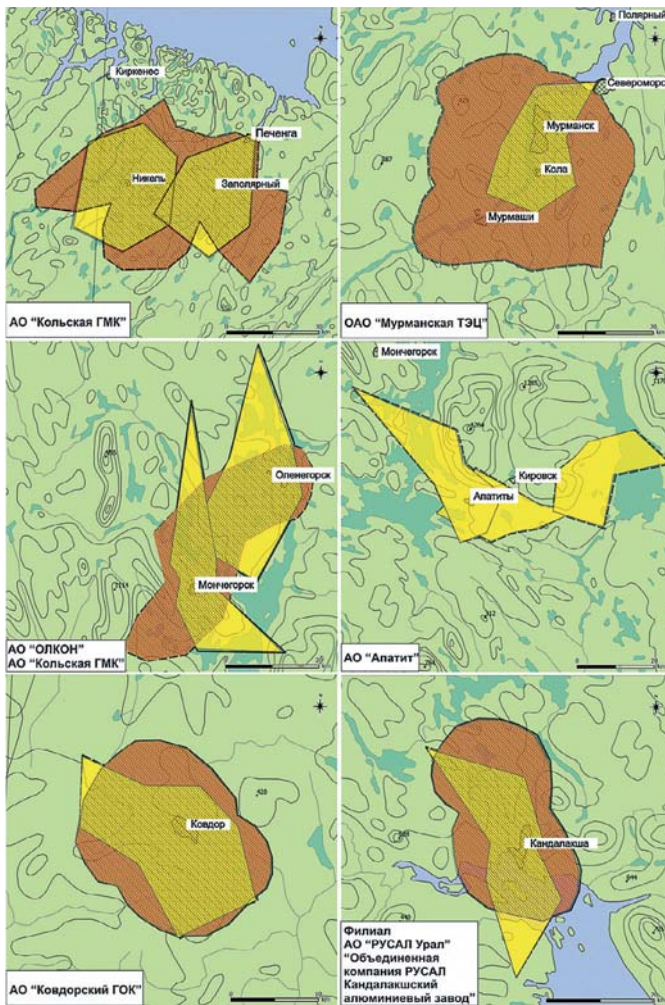 Киркенес
Печенга
Никель
Заполярный
АО "Кольская ГМК"
Полярный
Североморск
Мурманск
Кола
Мурмаши
ОАО "Мурманская ТЭЦ"
Оленегорск
Мончегорск
АО "ОЛКОН"
АО "Кольская ГМК"
Мончегорск
Кировск
Апатиты
АО "Апатит"
Ковдор
АО "Ковдорский ГОК"
Кандалакша
Филиал
АО "РУСАЛ Урал"
"Объединенная
компания РУСАЛ
Кандалакшский
алюминиевый завод"